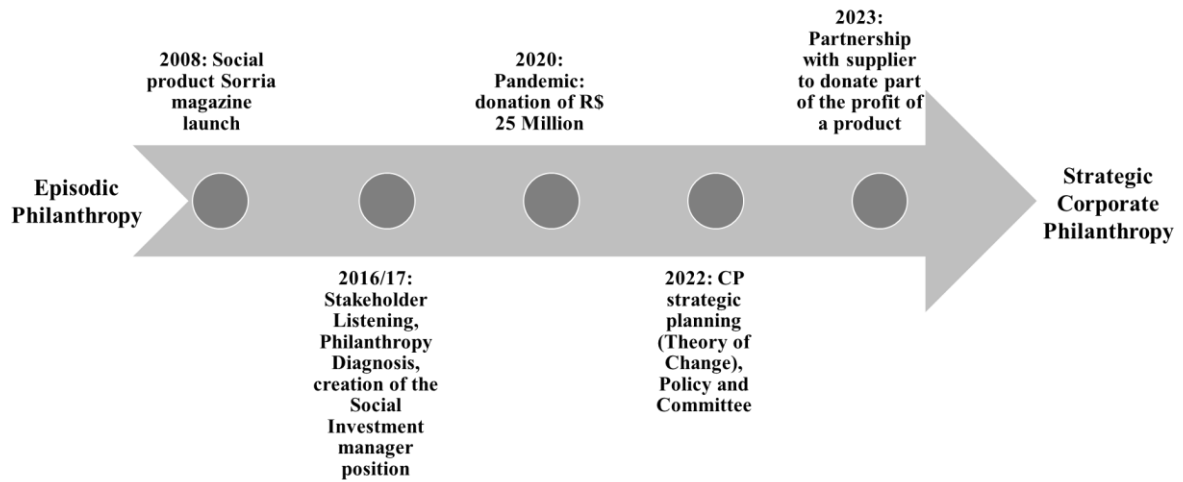 Episodic
Philanthropy
2008: Social
product Sorria
magazine
launch
2016/17:
Stakeholder
Listening,
Philanthropy
Diagnosis,
creation of the
Social
Investment
manager
position
2020:
Pandemic:
donation of R$
25 Million
2022: CP
strategic
planning
(Theory of
Change),
Policy and
Committee
2023:
Partnership
with supplier
to donate part
of the profit of
a product
Strategic
Corporate
Philanthropy